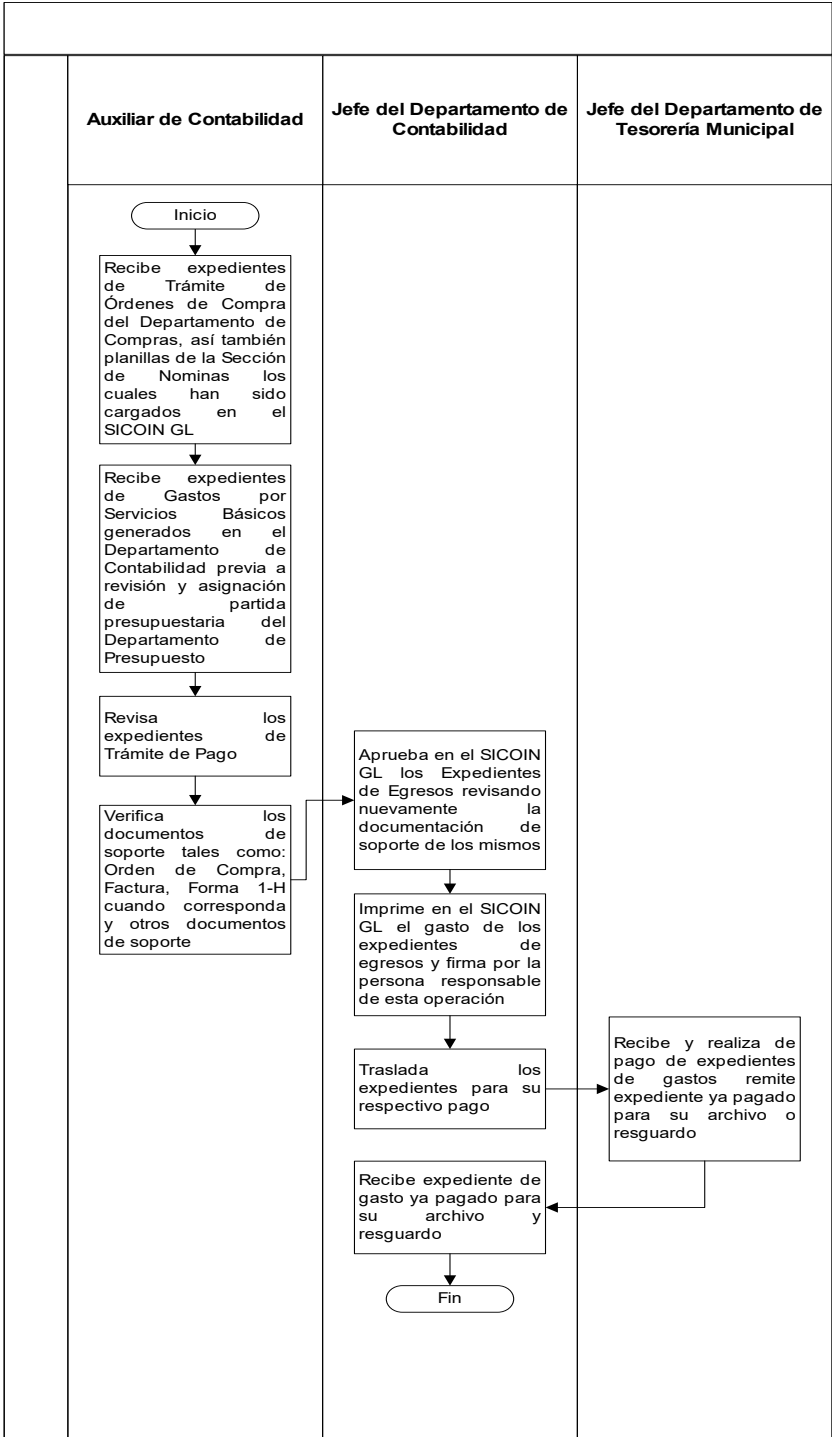 Auxiliar de Contabilidad
Jefe del Departamento de
Contabilidad
Jefe del Departamento de
Tesorería Municipal
Inicio
Recibe expedientes
de Trámite de
Órdenes de Compra
del Departamento de
Compras, así también
planillas de la Sección
de Nominas los
cuales han sido
cargados en el
SICOIN GL
Recibe expedientes
de Gastos por
Servicios Básicos
generados en el
Departamento de
Contabilidad previa a
revisión y asignación
de partida
presupuestaria del
Departamento de
Presupuesto
Revisa los
expedientes de
Trámite de Pago
Verifica los
documentos de
soporte tales como:
Orden de Compra,
Factura, Forma 1-H
cuando corresponda
y otros documentos
de soporte
Aprueba en el SICOIN
GL los Expedientes
de Egresos revisando
nuevamente la
documentación de
soporte de los mismos
Imprime en el SICOIN
GL el gasto de los
expedientes de
egresos y firma por la
persona responsable
de esta operación
Traslada los
expedientes para su
respectivo pago
Recibe y realiza de
pago de expedientes
de gastos remite
expediente ya pagado
para su archivo o
resguardo
Recibe expediente de
gasto ya pagado para
su archivo y
resguardo
Fin